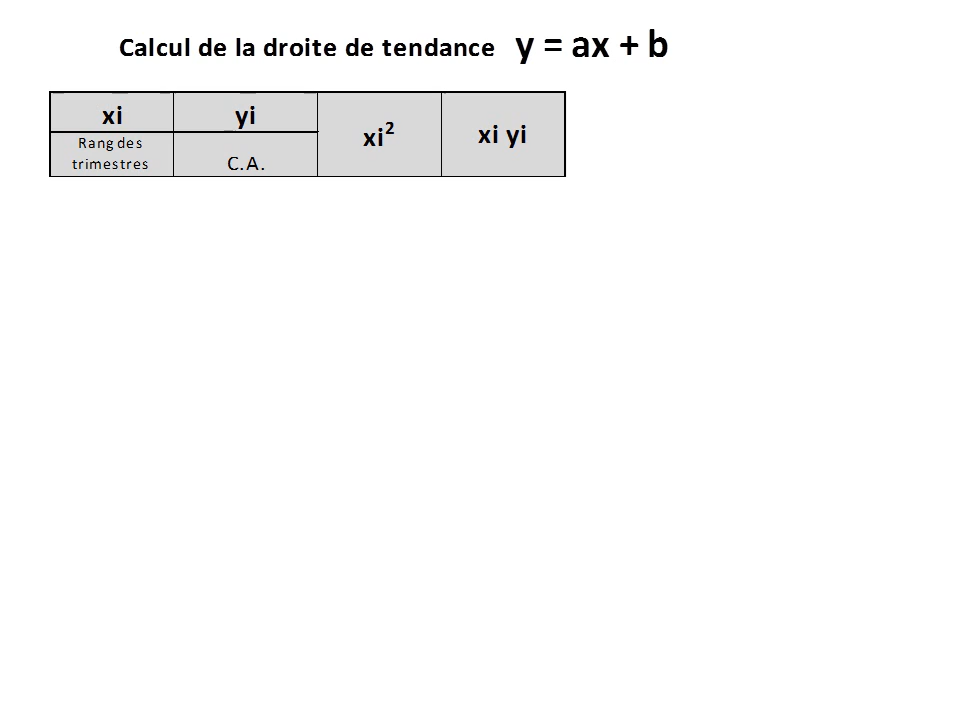 Calcul de la droite de tendance y = ax + b
xi yi xi² xi yi
Rang des
trimestres C.A.